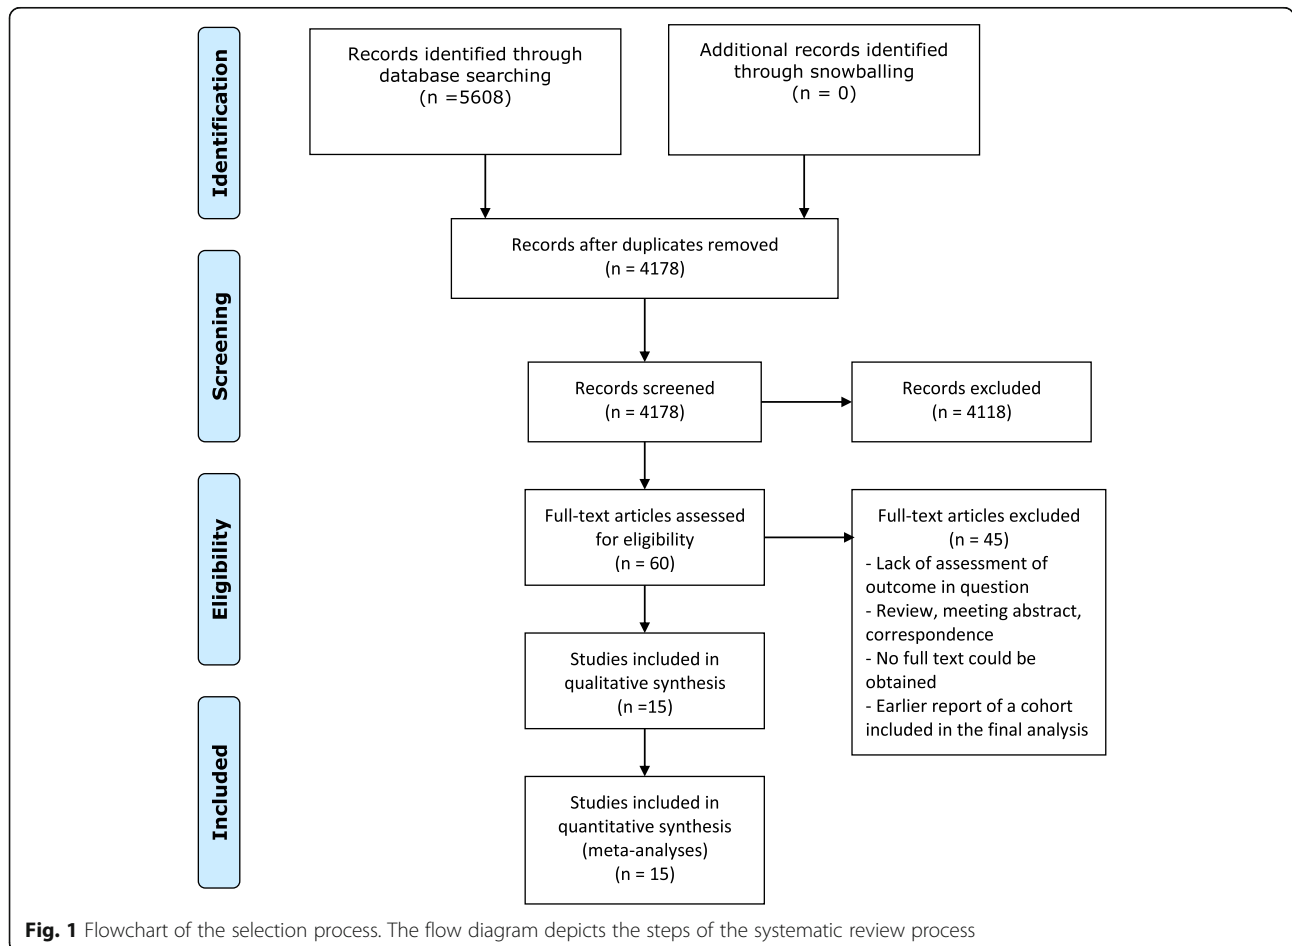 Identification
Records identified through
database searching
(n =5608)
Additional records identified
through snowballing
(n = 0)
Records after duplicates removed
(n = 4178)
Screening
Records screened
(n = 4178)
Records excluded
(n = 4118)
Eligibility
Full-text articles assessed
for eligibility
(n = 60)
Full-text articles excluded
(n = 45)
- Lack of assessment of
outcome in question
- Review, meeting abstract,
correspondence
- No full text could be
obtained
- Earlier report of a cohort
included in the final analysis
Studies included in
qualitative synthesis
(n =15)
Included
Studies included in
quantitative synthesis
(meta-analyses)
(n = 15)
Fig. 1 Flowchart of the selection process. The flow diagram depicts the steps of the systematic review process